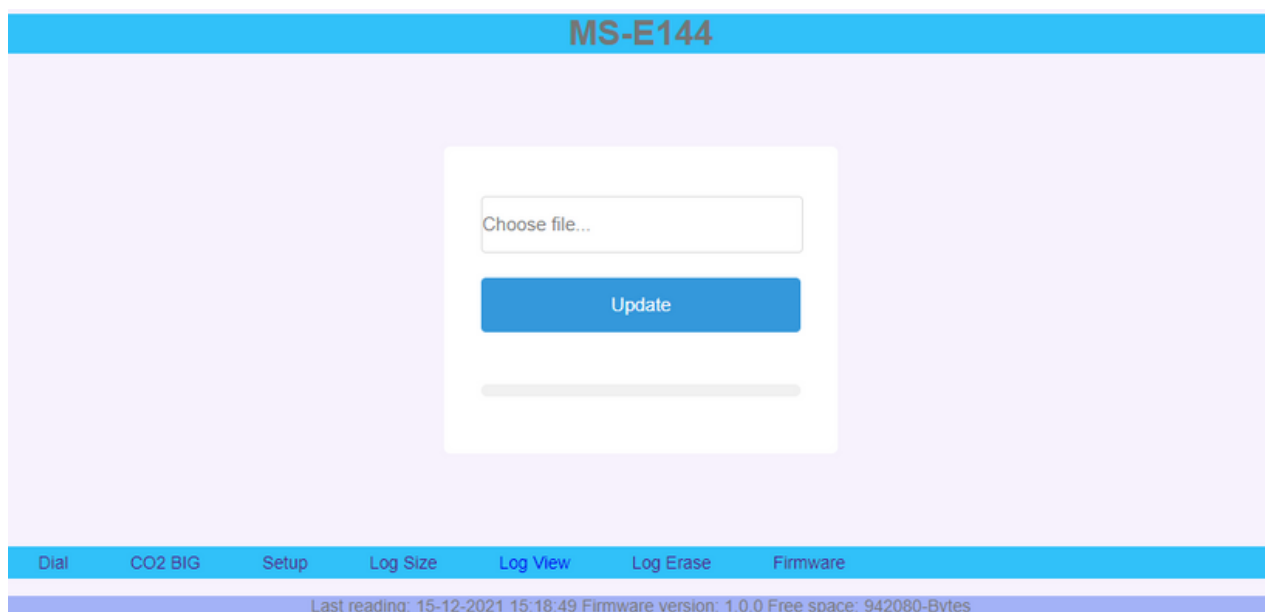 MS-E144
Choose file...
Update
Dial CO2 BIG Setup Log Size Log View Log Erase Firmware
Last reading: 15-12-2021 15:18:49 Firmware version: 1.0.0 Free space: 942080-Bytes